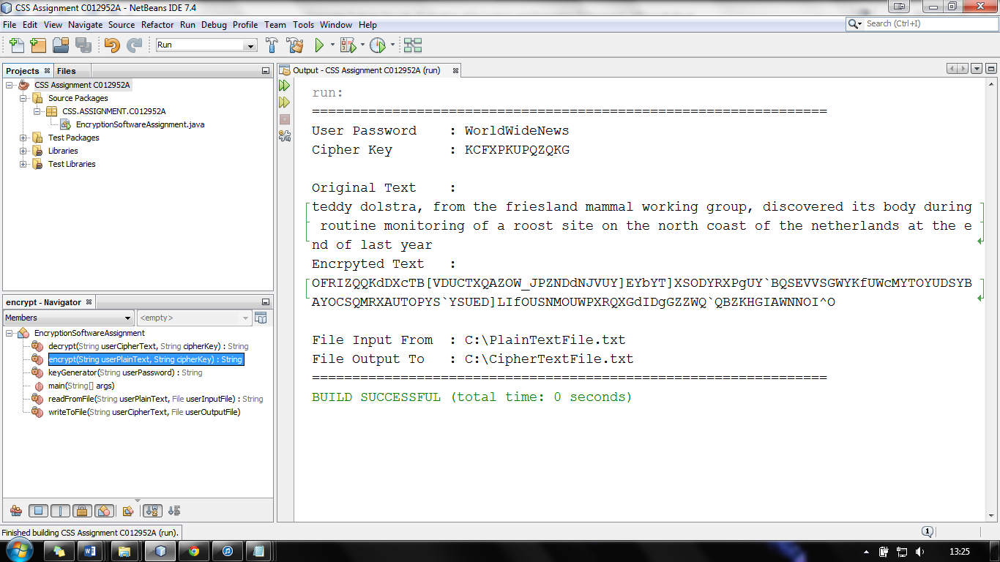 CSS Assignment C012952A - NetBeans IDE 7.4
File Edit View Navigate Source Refactor Run Debug Profile Team Tools Window Help
Search (Ctrl+I)
Run
Projects Files
CSS Assignment C012952A
Source Packages
CSS.ASSIGNMENT.C012952A
EncryptionSoftwareAssignment.java
Test Packages
Libraries
Test Libraries
encrypt - Navigator
Members <empty>
EncryptionSoftwareAssignment
decrypt(String userCipherText, String cipherKey) : String
encrypt(String userPlainText, String cipherKey) : String
keyGenerator(String userPassword) : String
main(String[] args)
readFromFile(String userPlainText, File userInputFile) : String
writeToFile(String userCipherText, File userOutputFile)
Output - CSS Assignment C012952A (run)
run:
================================================================
User Password : WorldWideNews
Cipher Key : KCFXPKUPQZQKG
Original Text :
teddy dolstra, from the friesland mammal working group, discovered its body during
routine monitoring of a roost site on the north coast of the netherlands at the e
nd of last year
Encrpyted Text :
OFRIZQQKdDXcTB[VDUCTXQAZOW_JPZNDdNJVUY]EYbYT]XSODYRXPgUY`BQSEVVSGWYKfUWcMYTOYUDSYB
AYOCSQMRXAUTOPYS`YSUED]LIfOUSNMOUWPXRQXGdIDgGZZWQ`QBZKHGIAWNNOI^O
File Input From : C:\PlainTextFile.txt
File Output To : C:\CipherTextFile.txt
================================================================
BUILD SUCCESSFUL (total time: 0 seconds)
Finished building CSS Assignment C012952A (run).
1
13:25